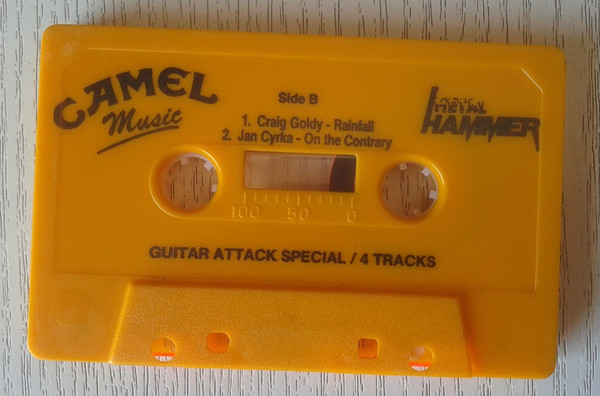 CAMEL
Music
Side B
1. Craig Goldy - Rainfall
2. Jan Cyrka - On the Contrary
METAL
HAMMER
100 50 0
GUITAR ATTACK SPECIAL / 4 TRACKS